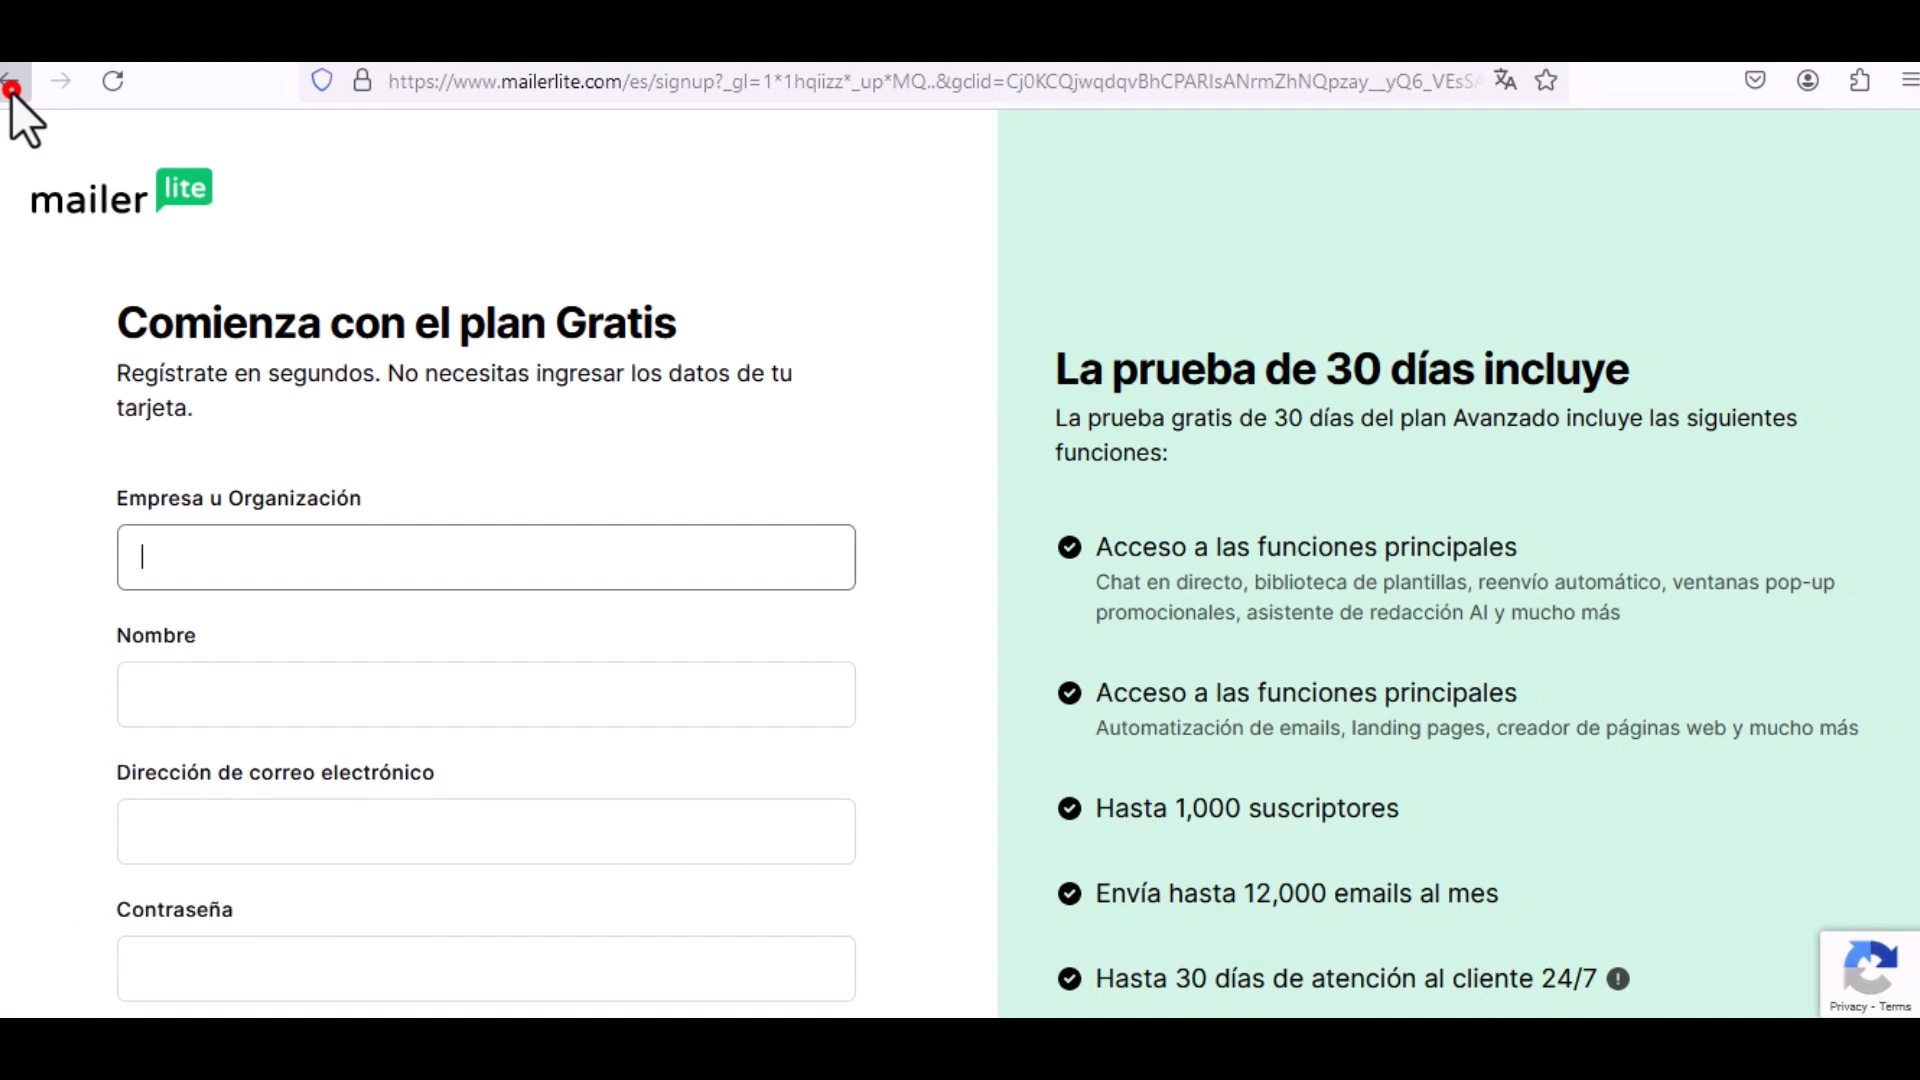 https://www.mailerlite.com/es/signup?_gl=1*1hqiizz*_up*MQ..&gclid=Cj0KCQjwqdqvBhCPARIsANrmZhNQpzay__yQ6_VEsS
mailer lite
Comienza con el plan Gratis
Regístrate en segundos. No necesitas ingresar los datos de tu
tarjeta.
Empresa u Organización
Nombre
Dirección de correo electrónico
Contraseña
La prueba de 30 días incluye
La prueba gratis de 30 días del plan Avanzado incluye las siguientes
funciones:
Acceso a las funciones principales
Chat en directo, biblioteca de plantillas, reenvío automático, ventanas pop-up
promocionales, asistente de redacción AI y mucho más
Acceso a las funciones principales
Automatización de emails, landing pages, creador de páginas web y mucho más
Hasta 1,000 suscriptores
Envía hasta 12,000 emails al mes
Hasta 30 días de atención al cliente 24/7
Privacy - Terms